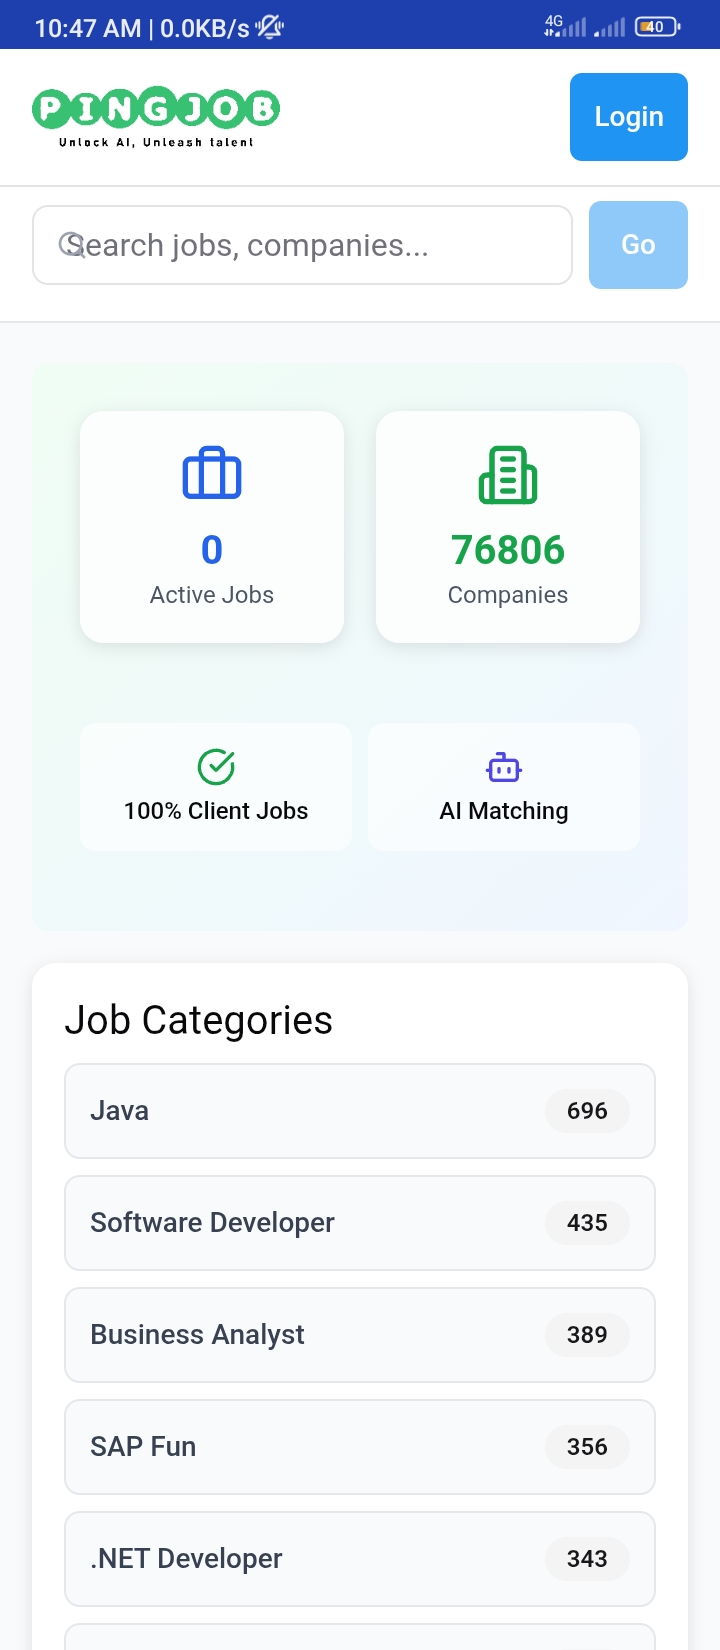 10:47 AM | 0.0KB/s
4G
40
PINGJOB
Unlock AI, Unleash talent
Login
Search jobs, companies...
Go
0
Active Jobs
76806
Companies
100% Client Jobs
AI Matching
Job Categories
Java 696
Software Developer 435
Business Analyst 389
SAP Fun 356
.NET Developer 343